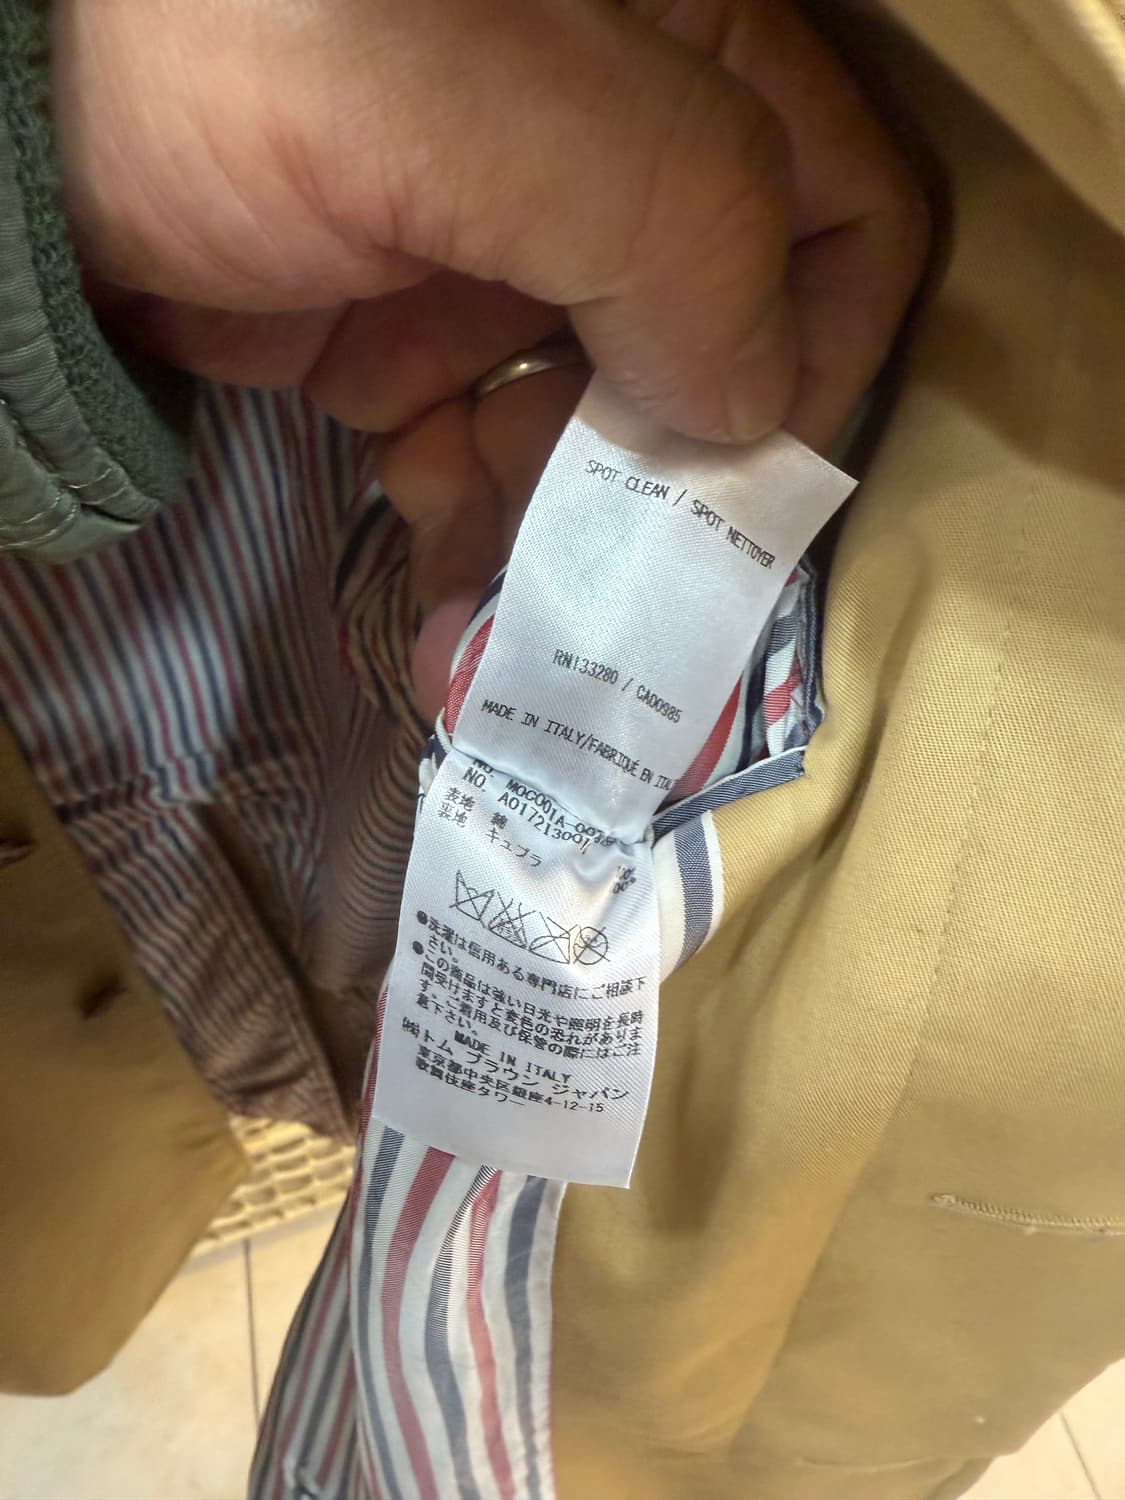 SPOT CLEAN / SPOT NETTOYER
RN133280 / CA00985
MADE IN ITALY/FABRIQUÉ EN ITAL
NO.
NO. A01721300
表地 綿 100%
裏地 キュプラ 100%
●洗濯は信用ある専門店にご相談下
さい。
●この商品は強い日光や照明を長時
間受けますと変色の恐れがありま
す。ご着用及び保管の際にはご注
意下さい。
MADE IN ITALY
㈱トム ブラウン ジャパン
東京都中央区銀座4-12-15
歌舞伎座タワー